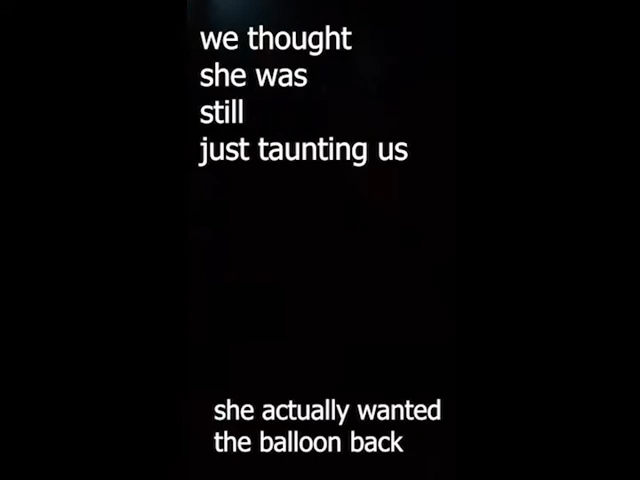 we thought
she was
still
just taunting us
she actually wanted
the balloon back